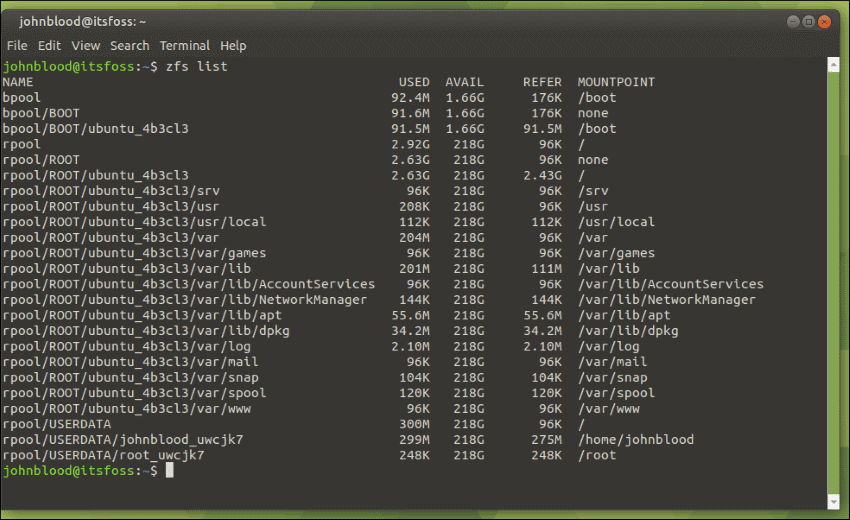 johnblood@itsfoss: ~
File Edit View Search Terminal Help
johnblood@itsfoss:~$ zfs list
NAME USED AVAIL REFER MOUNTPOINT
bpool 92.4M 1.66G 176K /boot
bpool/BOOT 91.6M 1.66G 176K none
bpool/BOOT/ubuntu_4b3cl3 91.5M 1.66G 91.5M /boot
rpool 2.92G 218G 96K /
rpool/ROOT 2.63G 218G 96K none
rpool/ROOT/ubuntu_4b3cl3 2.63G 218G 2.43G /
rpool/ROOT/ubuntu_4b3cl3/srv 96K 218G 96K /srv
rpool/ROOT/ubuntu_4b3cl3/usr 208K 218G 96K /usr
rpool/ROOT/ubuntu_4b3cl3/usr/local 112K 218G 112K /usr/local
rpool/ROOT/ubuntu_4b3cl3/var 204M 218G 96K /var
rpool/ROOT/ubuntu_4b3cl3/var/games 96K 218G 96K /var/games
rpool/ROOT/ubuntu_4b3cl3/var/lib 201M 218G 111M /var/lib
rpool/ROOT/ubuntu_4b3cl3/var/lib/AccountServices 96K 218G 96K /var/lib/AccountServices
rpool/ROOT/ubuntu_4b3cl3/var/lib/NetworkManager 144K 218G 144K /var/lib/NetworkManager
rpool/ROOT/ubuntu_4b3cl3/var/lib/apt 55.6M 218G 55.6M /var/lib/apt
rpool/ROOT/ubuntu_4b3cl3/var/lib/dpkg 34.2M 218G 34.2M /var/lib/dpkg
rpool/ROOT/ubuntu_4b3cl3/var/log 2.10M 218G 2.10M /var/log
rpool/ROOT/ubuntu_4b3cl3/var/mail 96K 218G 96K /var/mail
rpool/ROOT/ubuntu_4b3cl3/var/snap 104K 218G 104K /var/snap
rpool/ROOT/ubuntu_4b3cl3/var/spool 120K 218G 120K /var/spool
rpool/ROOT/ubuntu_4b3cl3/var/www 96K 218G 96K /var/www
rpool/USERDATA 300M 218G 96K /
rpool/USERDATA/johnblood_uwcjk7 299M 218G 275M /home/johnblood
rpool/USERDATA/root_uwcjk7 248K 218G 248K /root
johnblood@itsfoss:~$